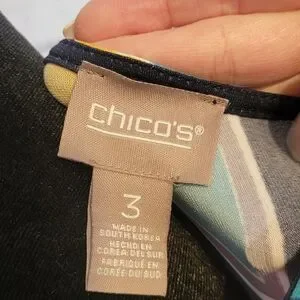 chico's®
3
MADE IN
SOUTH KOREA
HECHO EN
COREA DEL SUR
FABRIQUÉ EN
CORÉE DU SUD